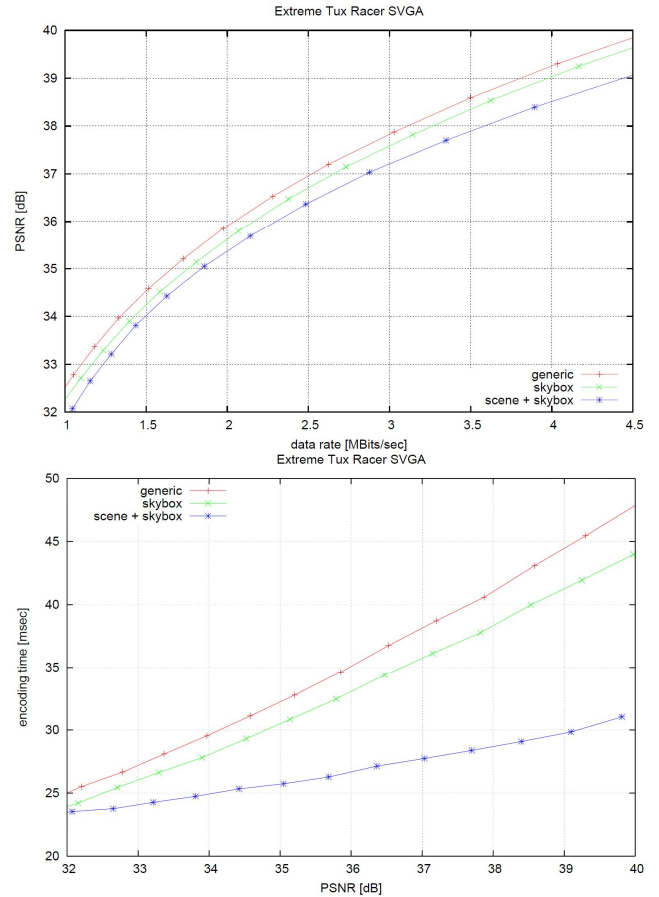 Extreme Tux Racer SVGA
40
39
38
37
36
35
34
33
32
PSNR [dB]
generic
skybox
scene + skybox
1 1.5 2 2.5 3 3.5 4 4.5
data rate [MBits/sec]
Extreme Tux Racer SVGA
50
45
40
35
30
25
20
encoding time [msec]
generic
skybox
scene + skybox
32 33 34 35 36 37 38 39 40
PSNR [dB]